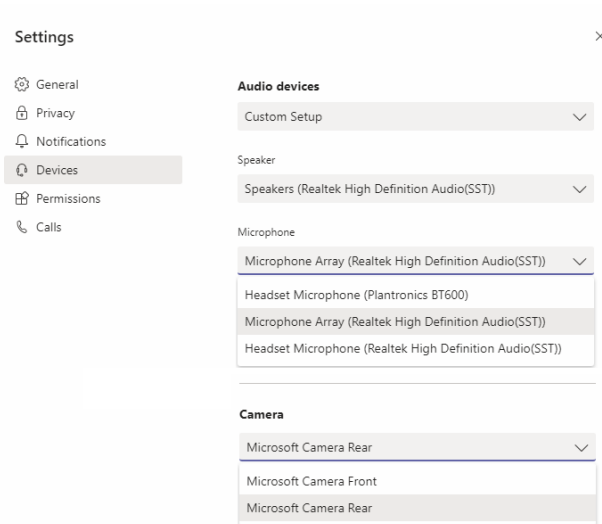 Settings
General
Privacy
Notifications
Devices
Permissions
Calls
Audio devices
Custom Setup
Speaker
Speakers (Realtek High Definition Audio(SST))
Microphone
Microphone Array (Realtek High Definition Audio(SST))
Headset Microphone (Plantronics BT600)
Microphone Array (Realtek High Definition Audio(SST))
Headset Microphone (Realtek High Definition Audio(SST))
Camera
Microsoft Camera Rear
Microsoft Camera Front
Microsoft Camera Rear